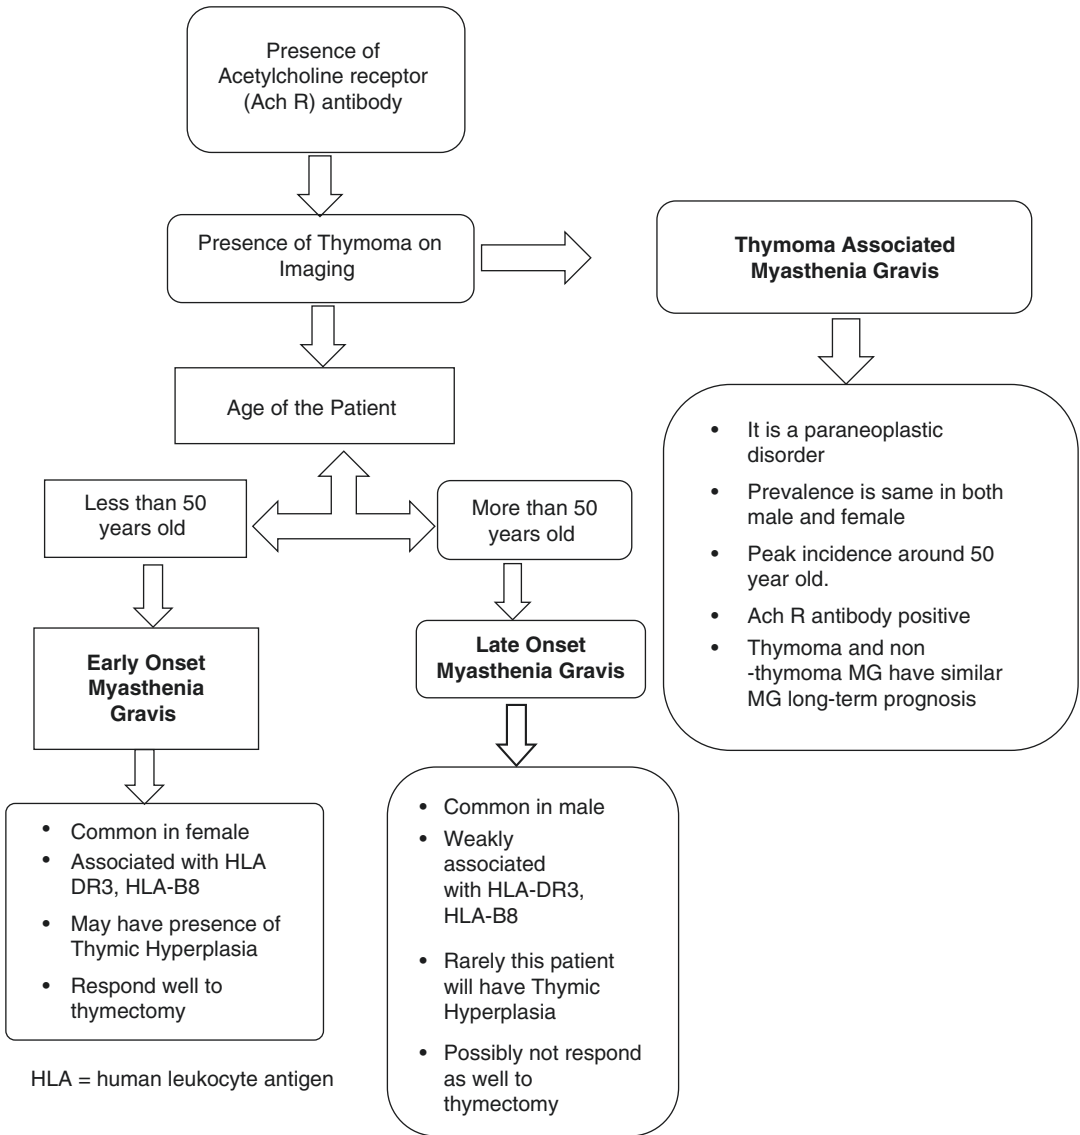 Presence of
Acetylcholine receptor
(Ach R) antibody
Presence of Thymoma on
Imaging
Thymoma Associated
Myasthenia Gravis
Age of the Patient
• It is a paraneoplastic
disorder
• Prevalence is same in both
male and female
• Peak incidence around 50
year old.
• Ach R antibody positive
• Thymoma and non
-thymoma MG have similar
MG long-term prognosis
Less than 50
years old
More than 50
years old
Early Onset
Myasthenia
Gravis
Late Onset
Myasthenia Gravis
• Common in female
• Associated with HLA
DR3, HLA-B8
• May have presence of
Thymic Hyperplasia
• Respond well to
thymectomy
• Common in male
• Weakly
associated
with HLA-DR3,
HLA-B8
• Rarely this patient
will have Thymic
Hyperplasia
• Possibly not respond
as well to
thymectomy
HLA = human leukocyte antigen